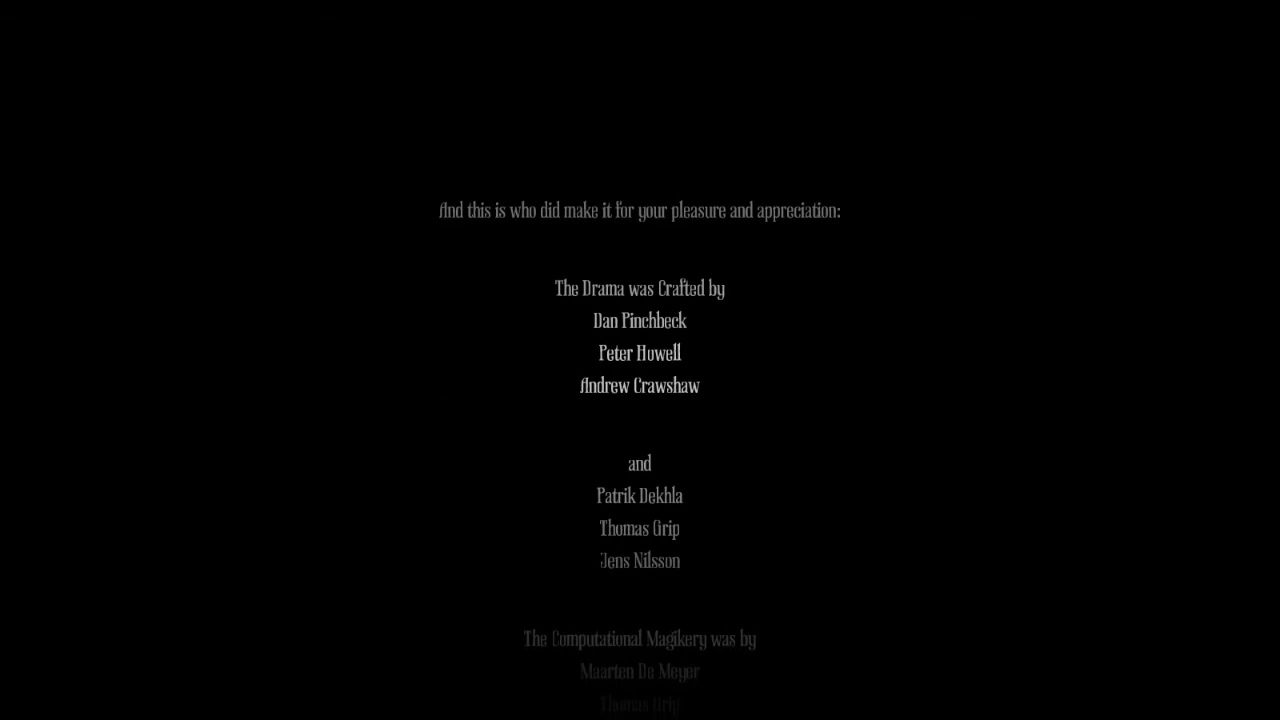 And this is who did make it for your pleasure and appreciation:
The Drama was Crafted by
Dan Pinchbeck
Peter Howell
Andrew Crawshaw
and
Patrik Dekhla
Thomas Grip
Jens Nilsson
The Computational Magikery was by
Maarten De Meyer
Thomas Grip